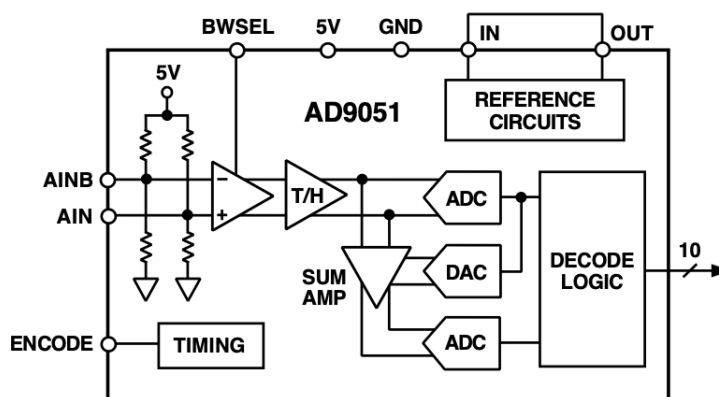 BWSEL
5V
GND
IN
OUT
5V
AD9051
REFERENCE
CIRCUITS
AINB
AIN
−
+
T/H
ADC
SUM
AMP
DAC
DECODE
LOGIC
10
ENCODE
TIMING
ADC